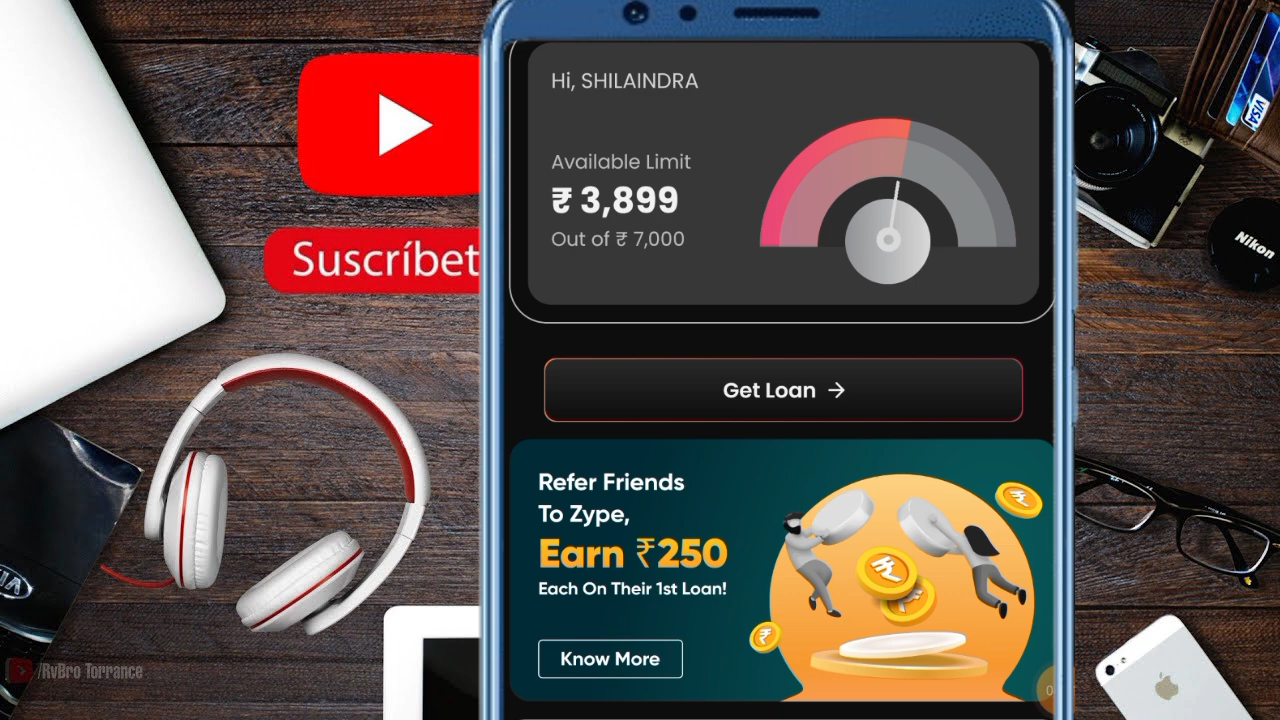 Hi, SHILAINDRA
Available Limit
₹ 3,899
Out of ₹ 7,000
Suscríbet
Get Loan →
Refer Friends
To Zype,
Earn ₹250
Each On Their 1st Loan!
Know More
VISA
Nikon
/RvBro Torrance